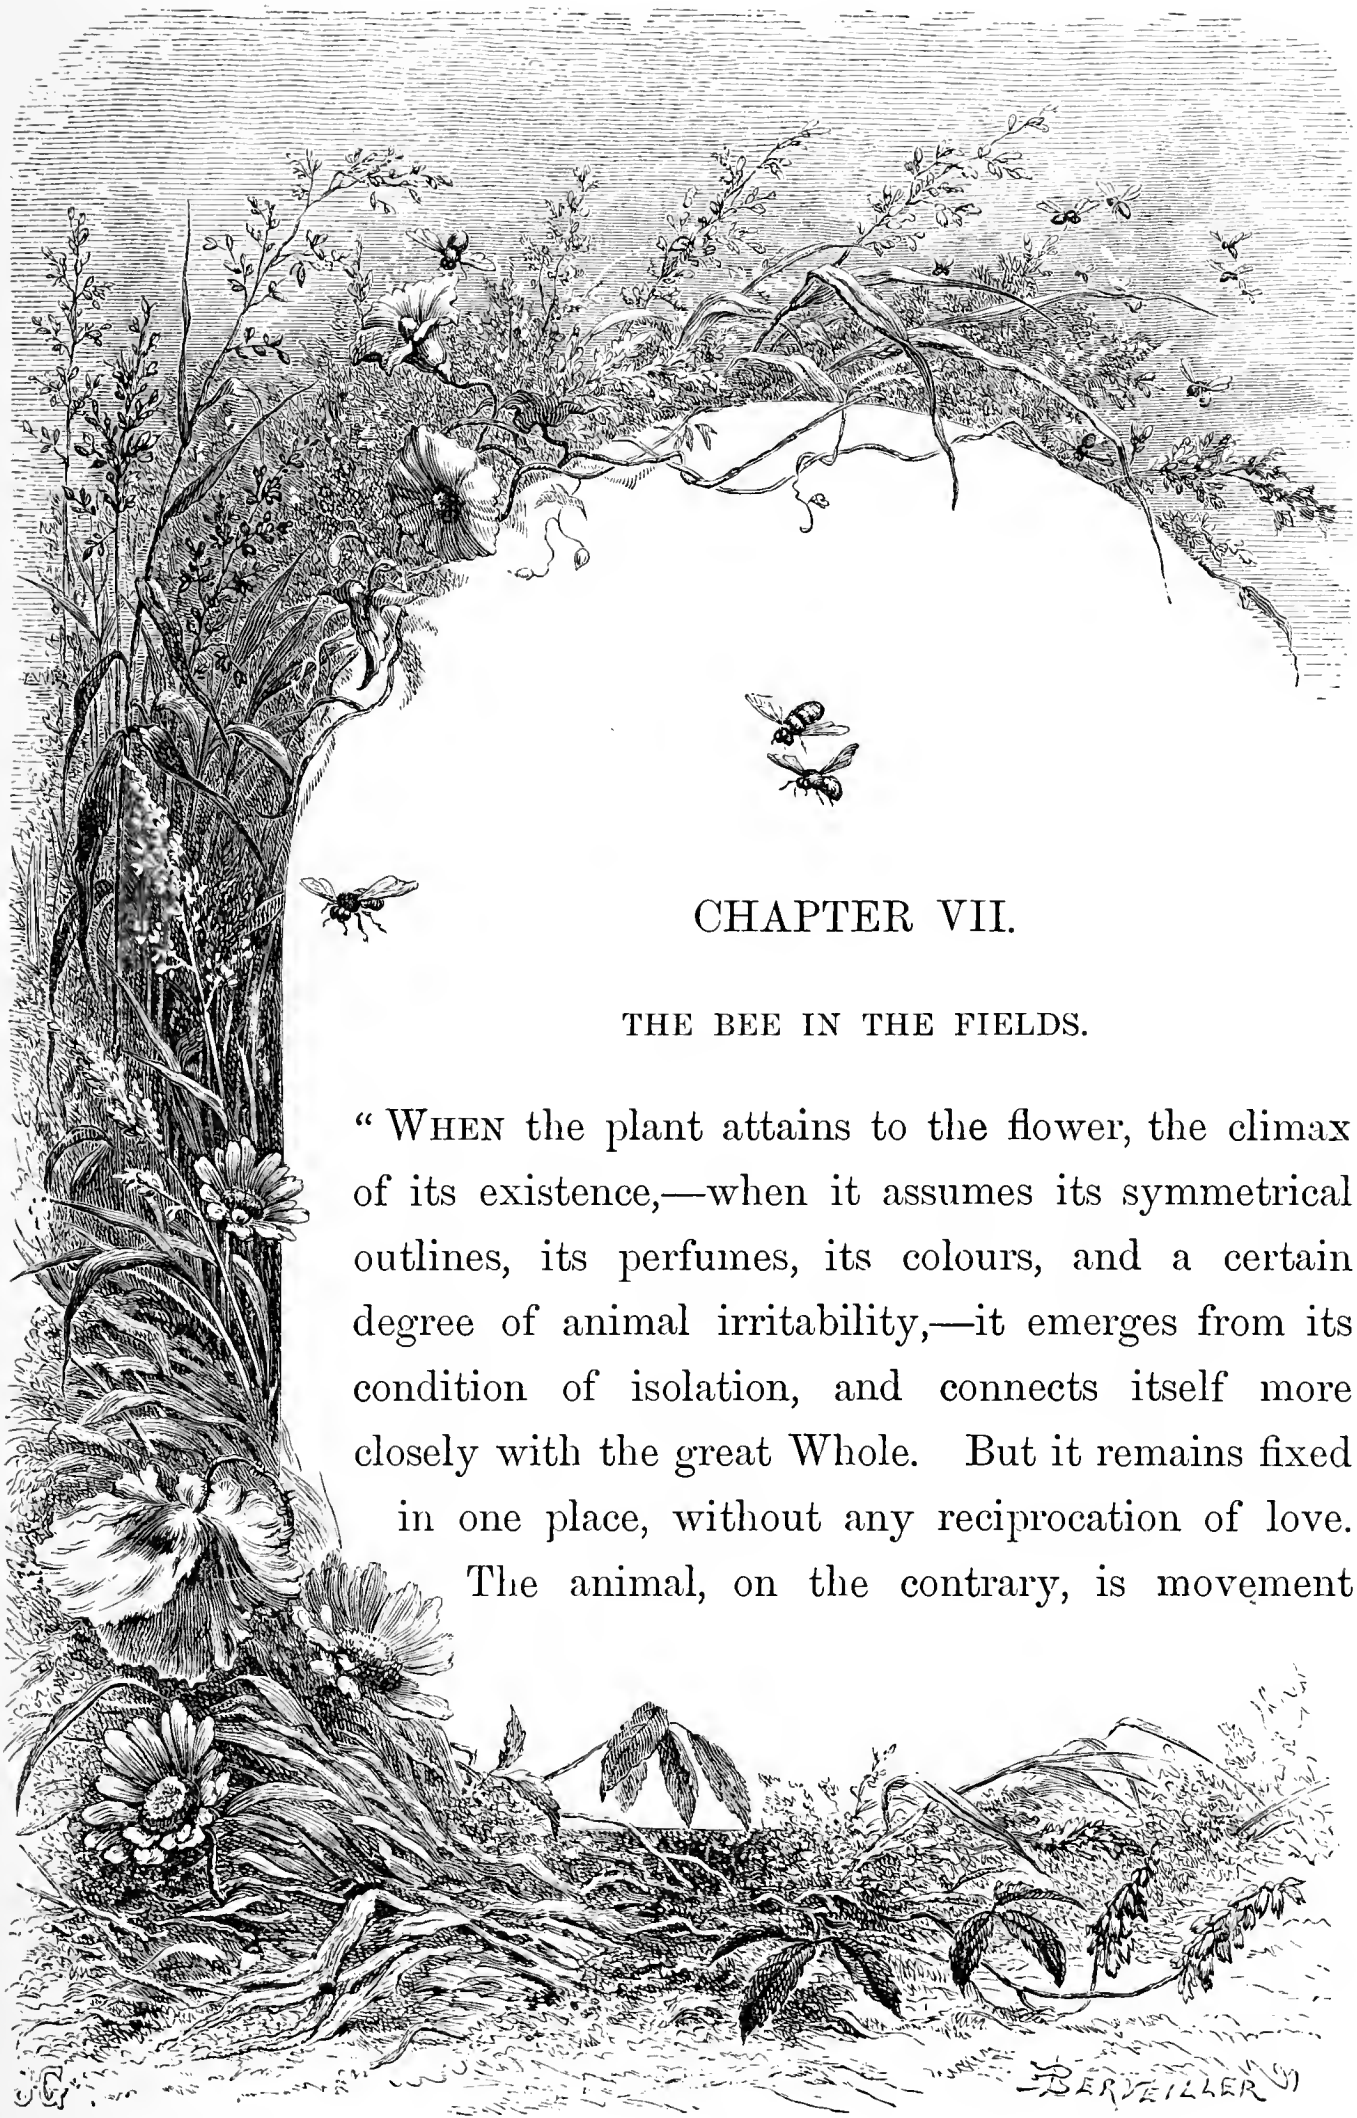 CHAPTER VII.
THE BEE IN THE FIELDS.
“ WHEN the plant attains to the flower, the climax
of its existence,—when it assumes its symmetrical
outlines, its perfumes, its colours, and a certain
degree of animal irritability,—it emerges from its
condition of isolation, and connects itself more
closely with the great Whole. But it remains fixed
in one place, without any reciprocation of love.
The animal, on the contrary, is movement
BERVEILLER